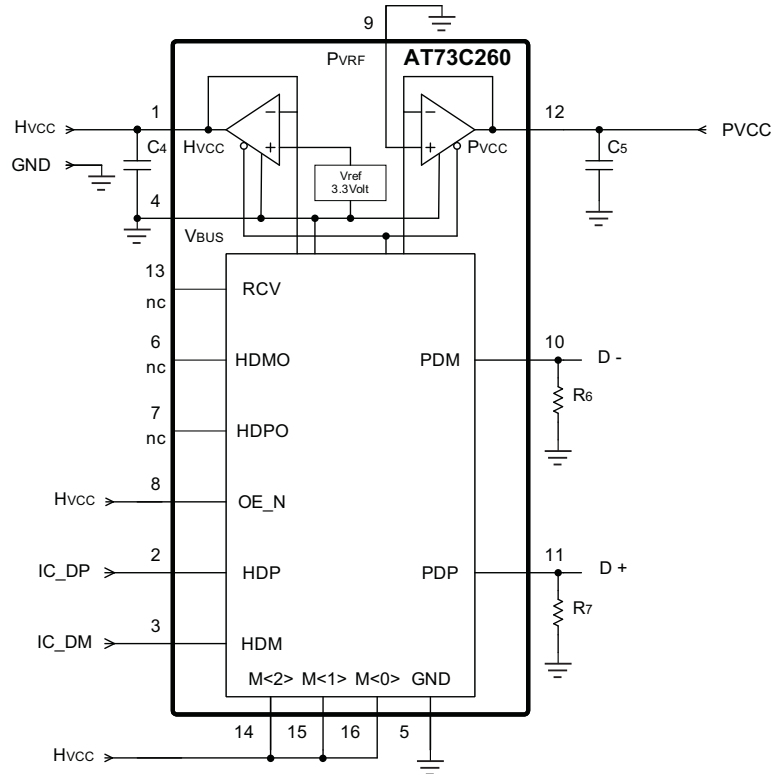 9
PVRF AT73C260
1 12
HVCC C4 HVCC PVCC C5 PVCC
GND
Vref
3.3Volt
4
VBUS
13
nc RCV
6 10
nc HDMO PDM D -
R6
7
nc HDPO
8
HVCC OE_N
2 11
IC_DP HDP PDP D +
R7
3
IC_DM HDM
M<2> M<1> M<0> GND
14 15 16 5
HVCC